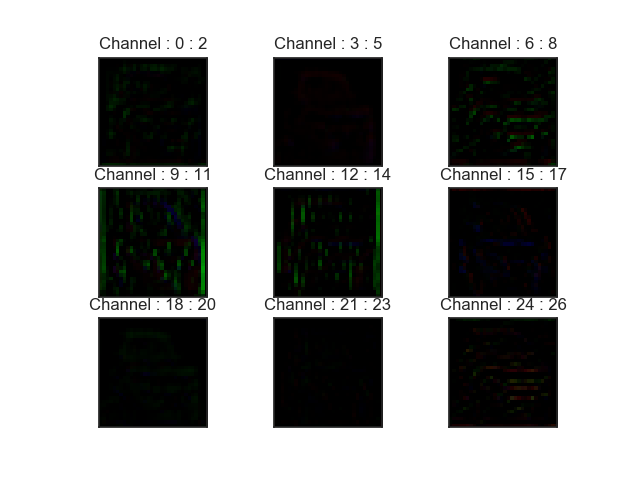 Channel : 0 : 2
Channel : 3 : 5
Channel : 6 : 8
Channel : 9 : 11
Channel : 12 : 14
Channel : 15 : 17
Channel : 18 : 20
Channel : 21 : 23
Channel : 24 : 26